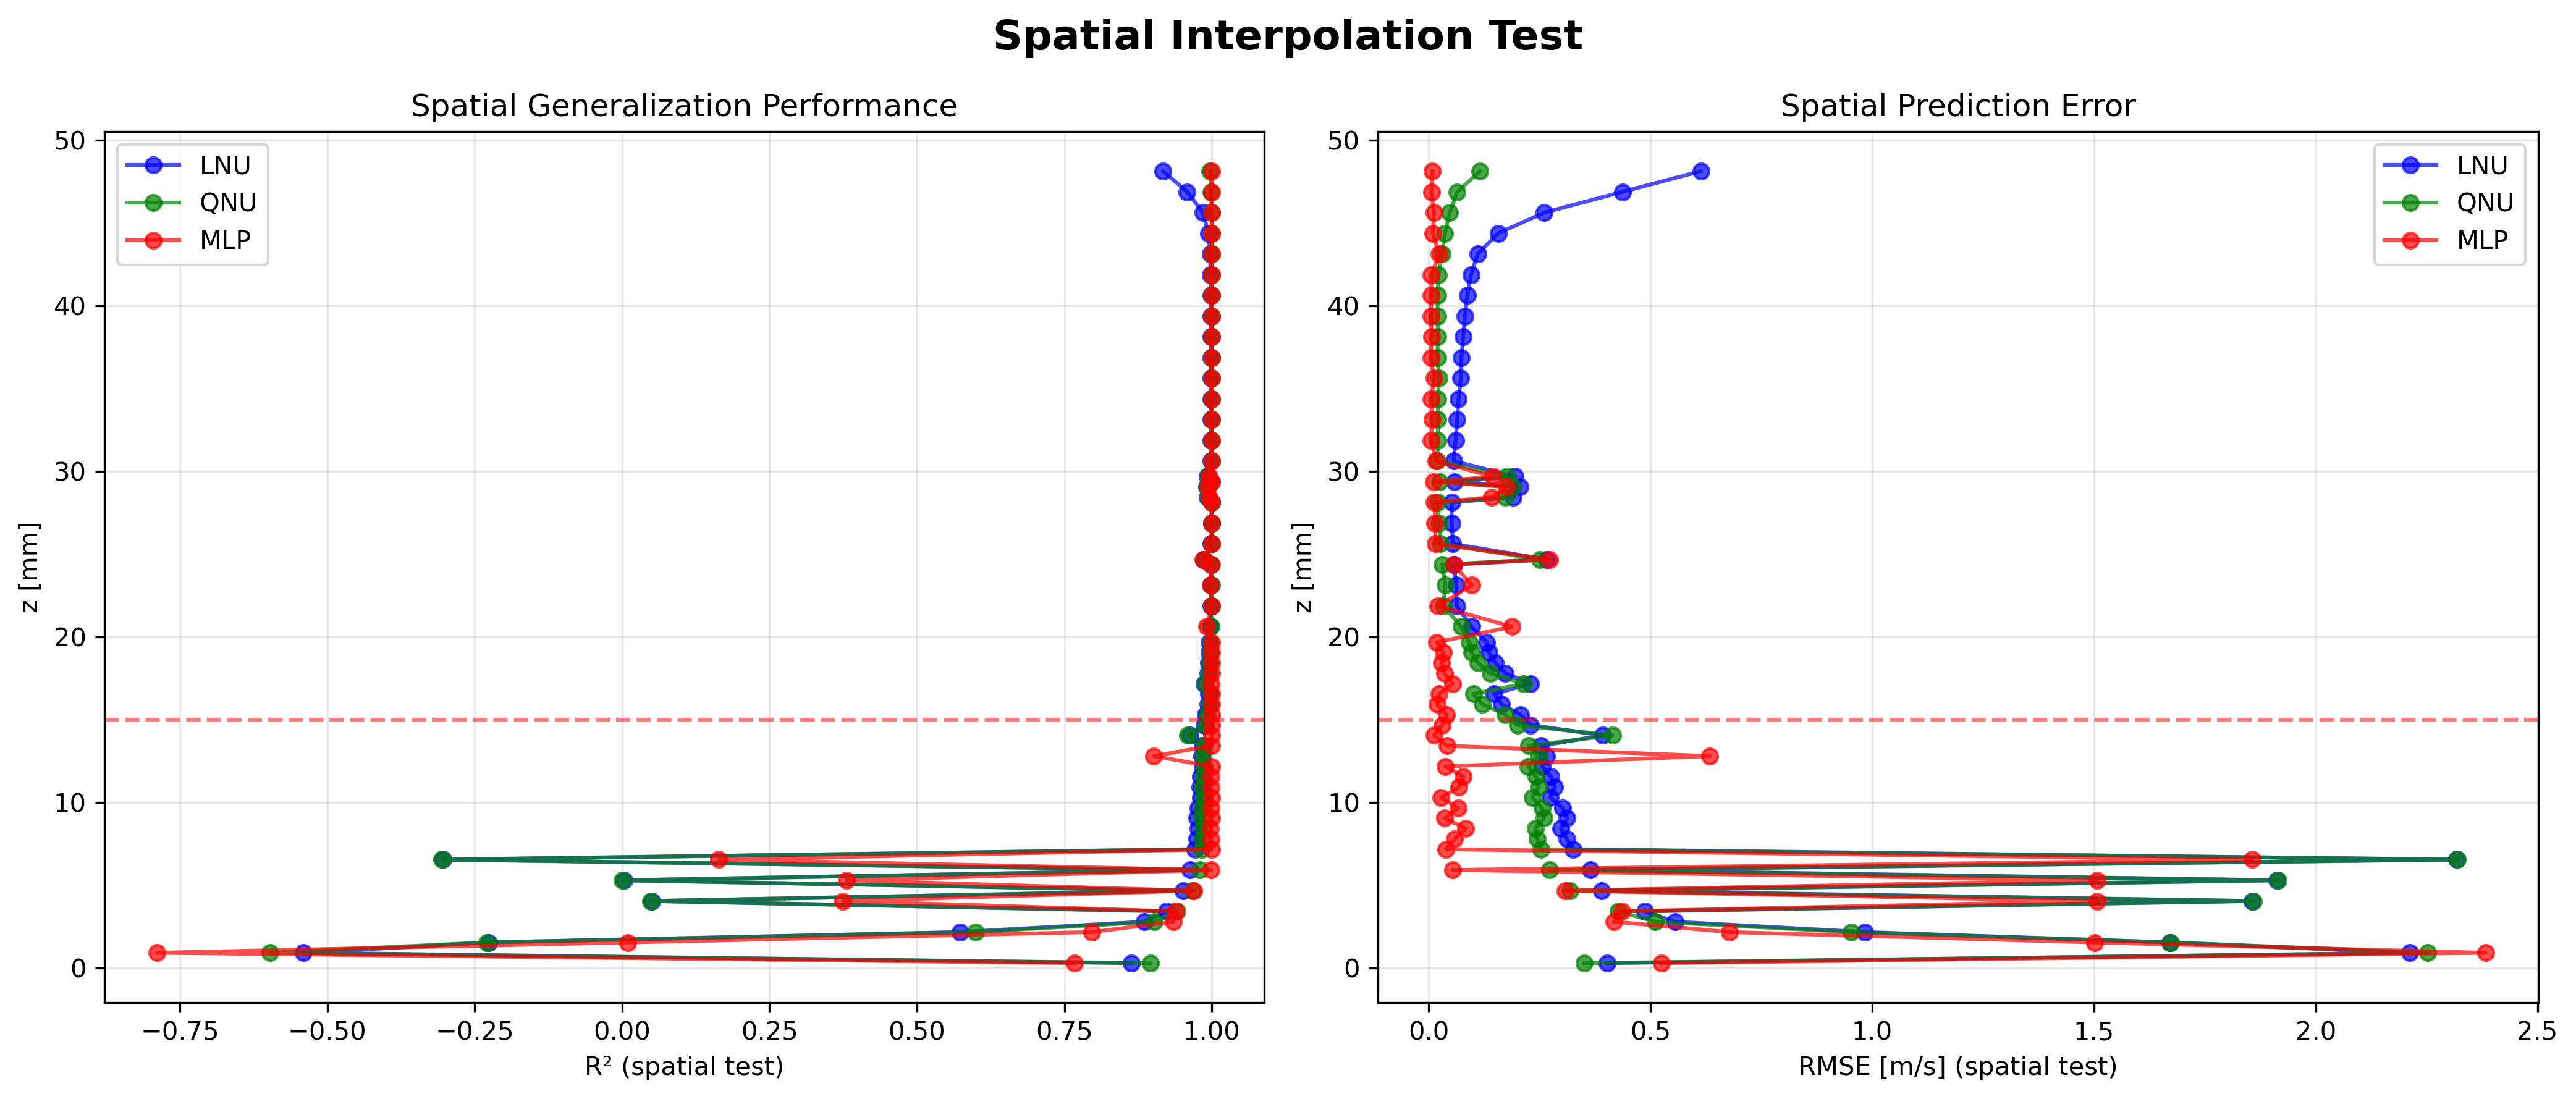 Spatial Interpolation Test
Spatial Generalization Performance
50
40
30
20
10
0
z [mm]
LNU
QNU
MLP
−0.75
−0.50
−0.25
0.00
0.25
0.50
0.75
1.00
R² (spatial test)
Spatial Prediction Error
50
40
30
20
10
0
z [mm]
LNU
QNU
MLP
0.0
0.5
1.0
1.5
2.0
2.5
RMSE [m/s] (spatial test)